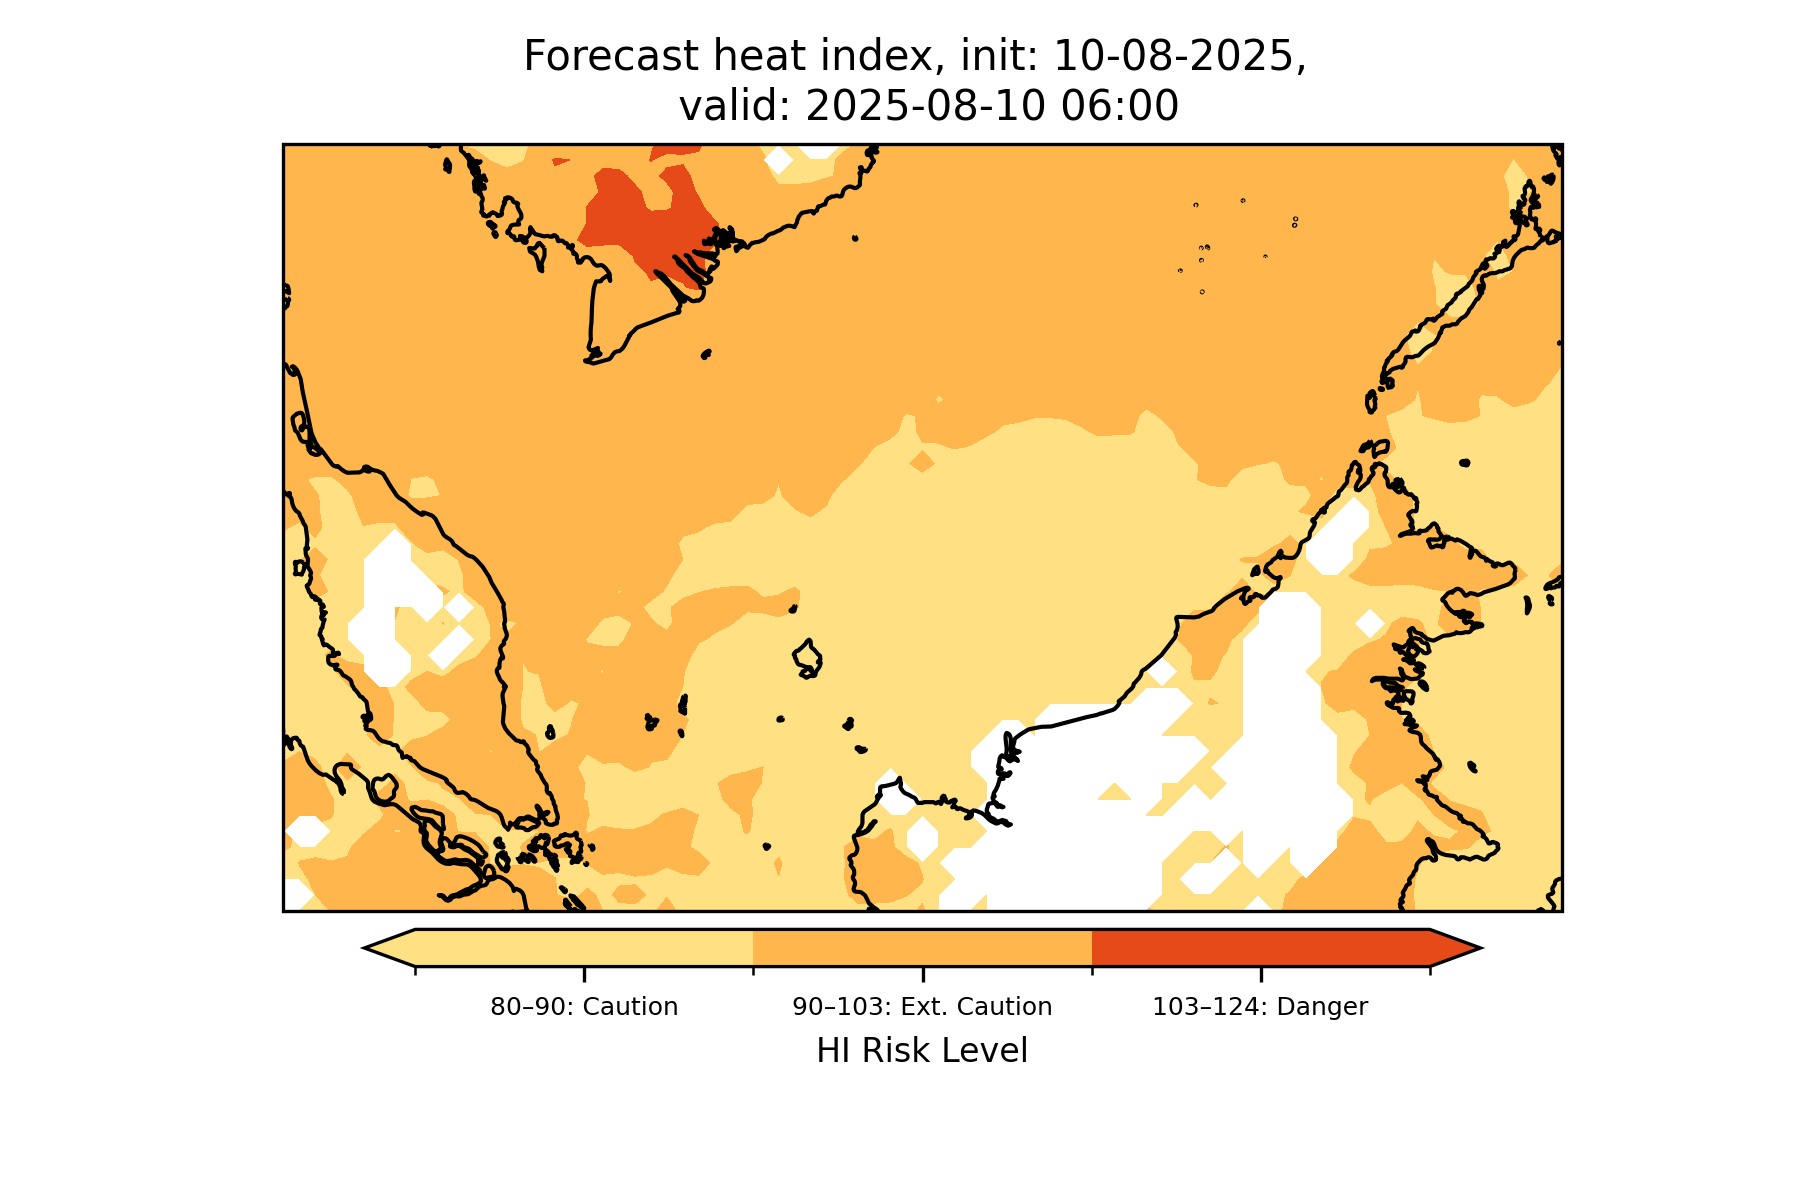 Forecast heat index, init: 10-08-2025,
valid: 2025-08-10 06:00
80–90: Caution
90–103: Ext. Caution
103–124: Danger
HI Risk Level